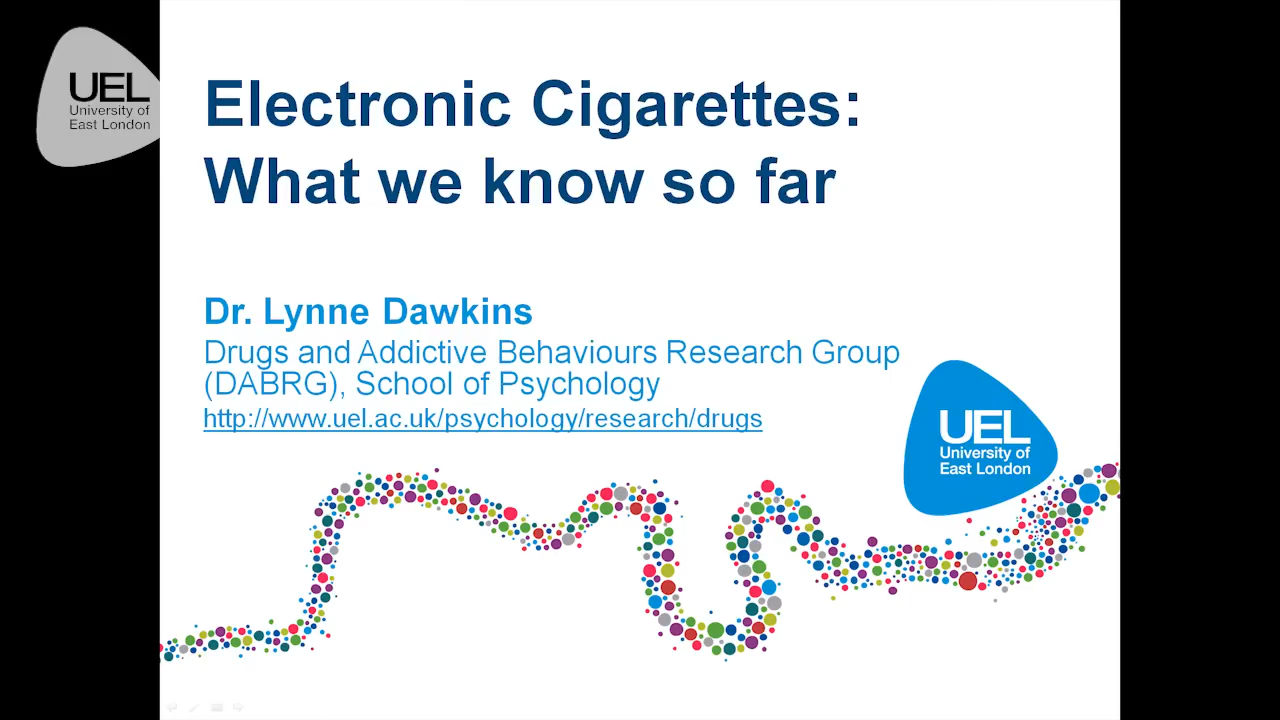 UEL
University of
East London
Electronic Cigarettes:
What we know so far
Dr. Lynne Dawkins
Drugs and Addictive Behaviours Research Group
(DABRG), School of Psychology
http://www.uel.ac.uk/psychology/research/drugs
UEL
University of
East London